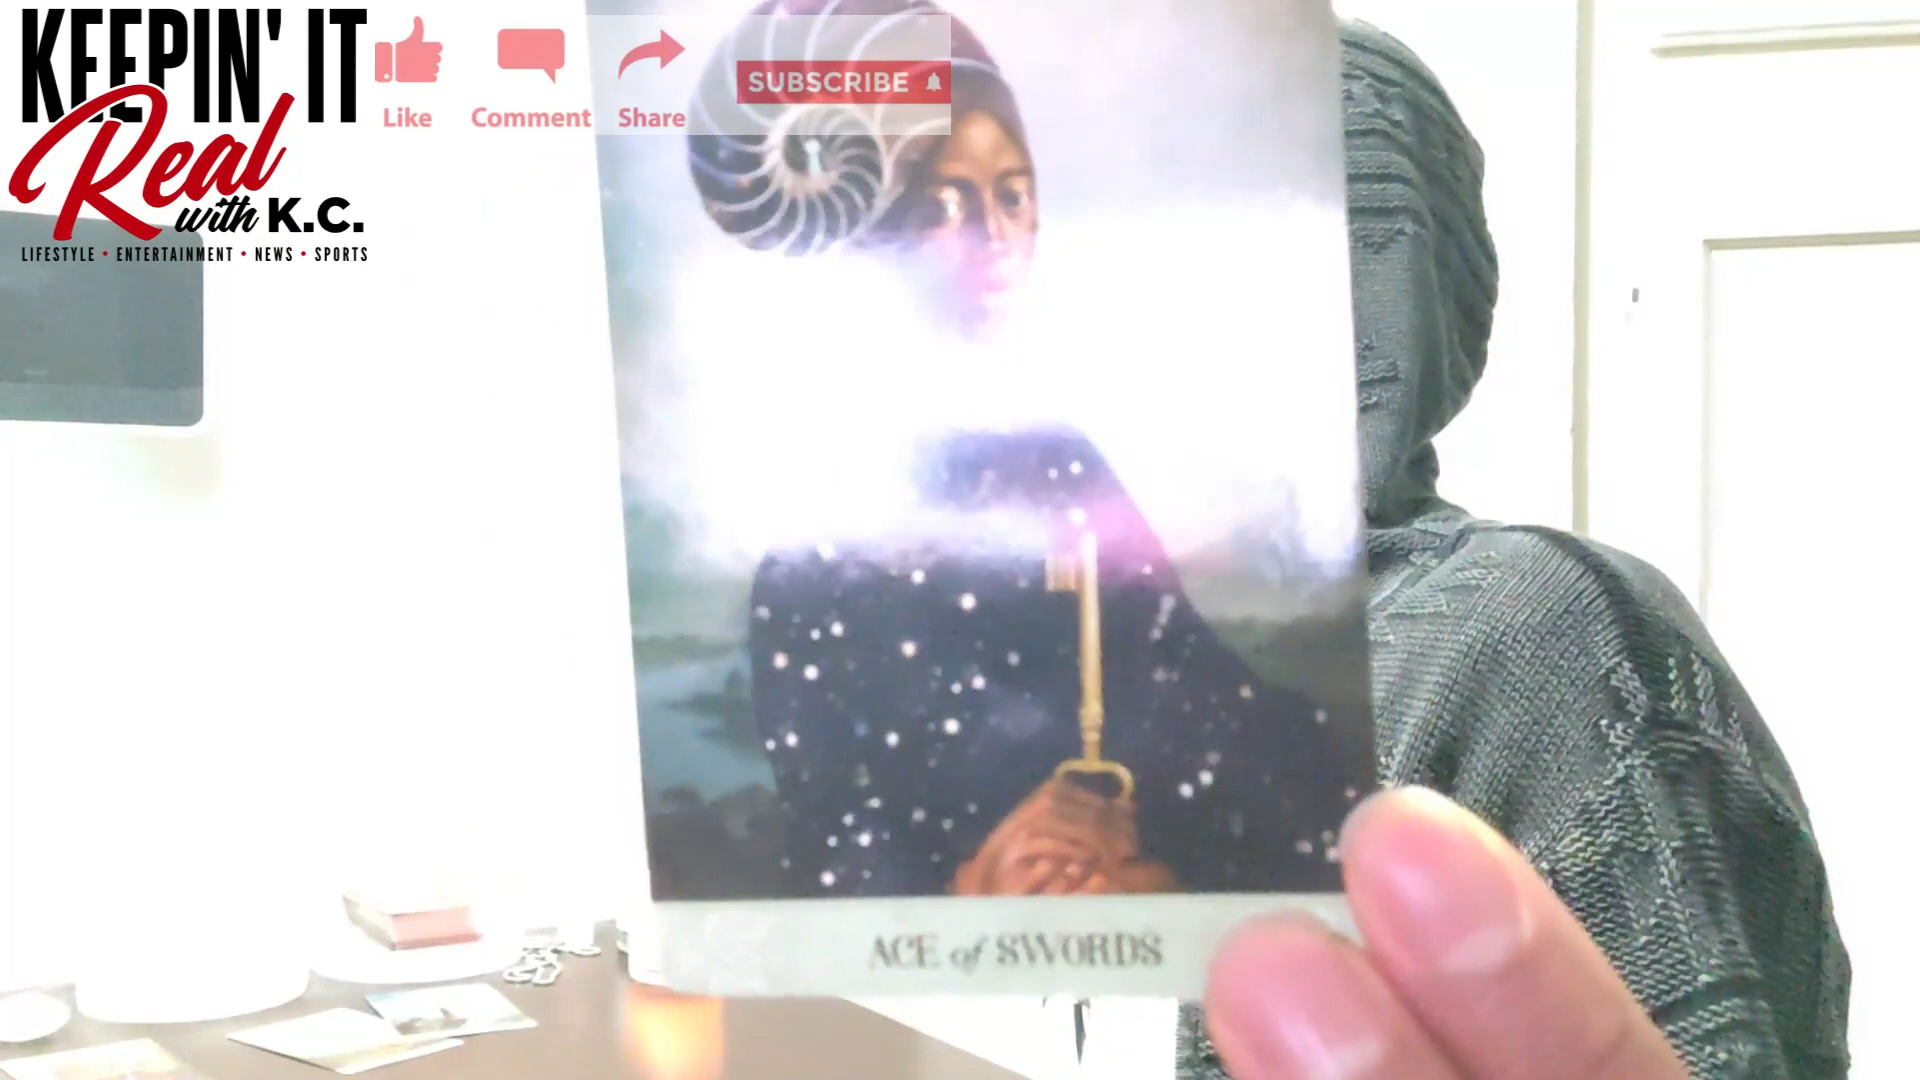 KEEPIN' IT
Real
with K.C.
LIFESTYLE • ENTERTAINMENT • NEWS • SPORTS
Like
Comment
Share
SUBSCRIBE
ACE of SWORDS